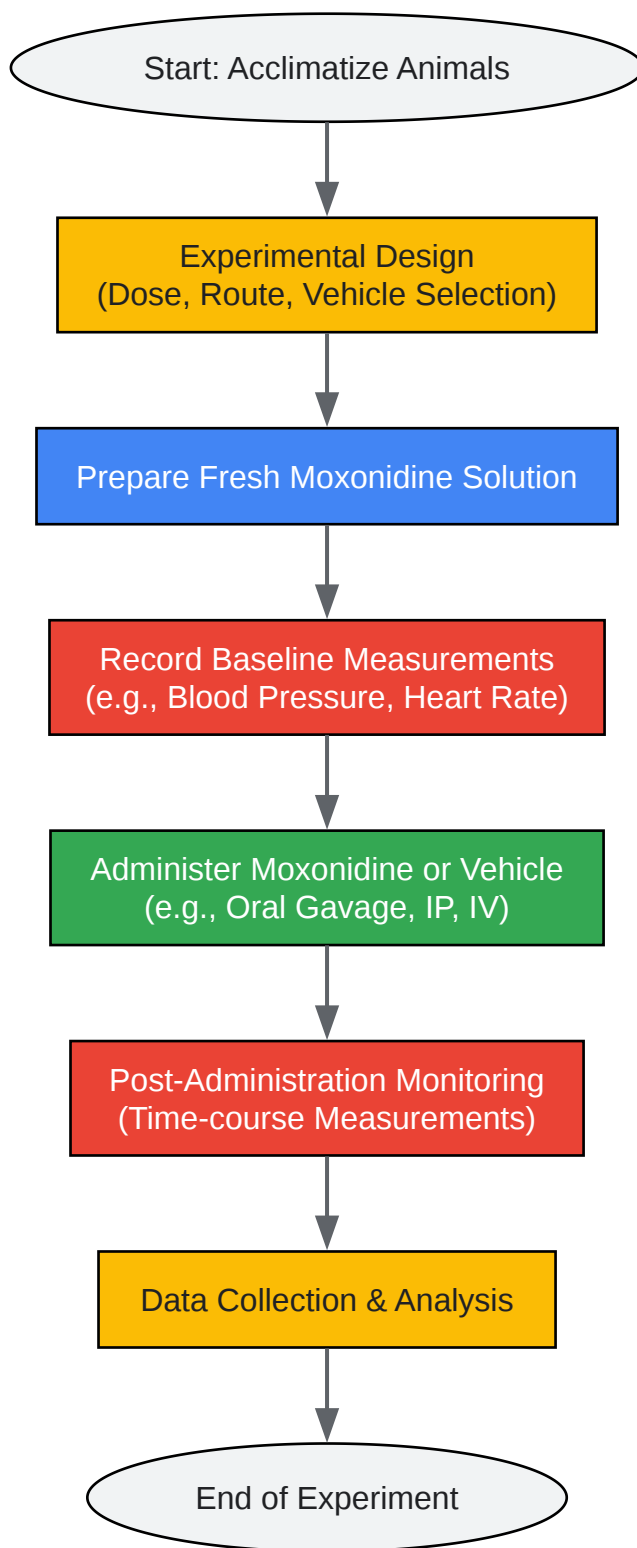 Start: Acclimatize Animals
Experimental Design
(Dose, Route, Vehicle Selection)
Prepare Fresh Moxonidine Solution
Record Baseline Measurements
(e.g., Blood Pressure, Heart Rate)
Administer Moxonidine or Vehicle
(e.g., Oral Gavage, IP, IV)
Post-Administration Monitoring
(Time-course Measurements)
Data Collection & Analysis
End of Experiment